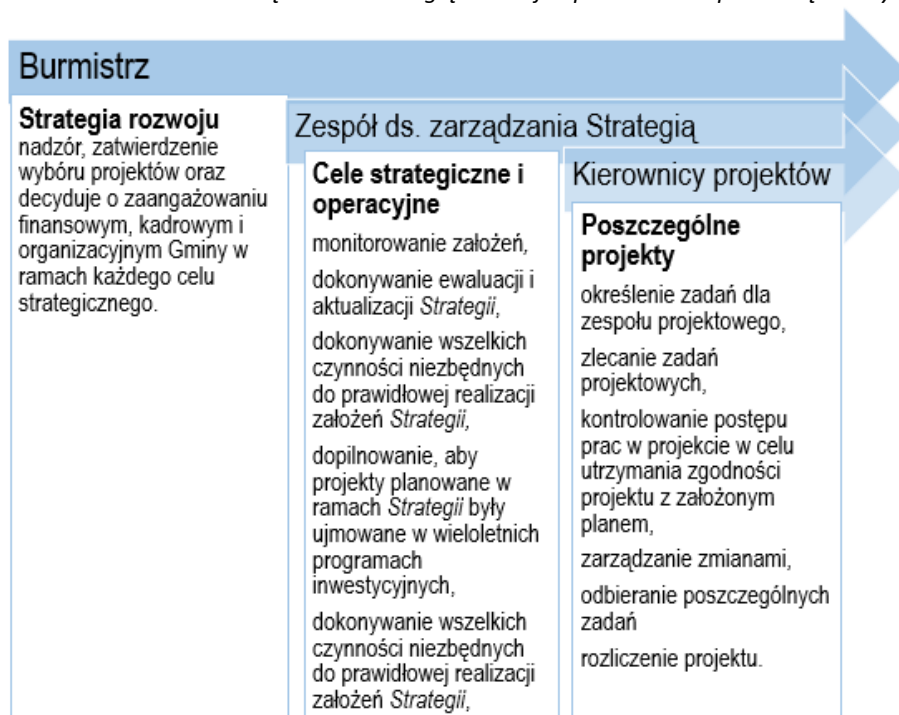 Burmistrz
Strategia rozwoju
nadzór, zatwierdzenie
wyboru projektów oraz
decyduje o zaangażowaniu
finansowym, kadrowym i
organizacyjnym Gminy w
ramach każdego celu
strategicznego.
Zespół ds. zarządzania Strategią
Cele strategiczne i
operacyjne
monitorowanie założeń,
dokonywanie ewaluacji i
aktualizacji Strategii,
dokonywanie wszelkich
czynności niezbędnych
do prawidłowej realizacji
założeń Strategii,
dopilnowanie, aby
projekty planowane w
ramach Strategii były
ujmowane w wieloletnich
programach
inwestycyjnych,
dokonywanie wszelkich
czynności niezbędnych
do prawidłowej realizacji
założeń Strategii,
Kierownicy projektów
Poszczególne
projekty
określenie zadań dla
zespołu projektowego,
zlecanie zadań
projektowych,
kontrolowanie postępu
prac w projekcie w celu
utrzymania zgodności
projektu z założonym
planem,
zarządzanie zmianami,
odbieranie poszczególnych
zadań
rozliczenie projektu.